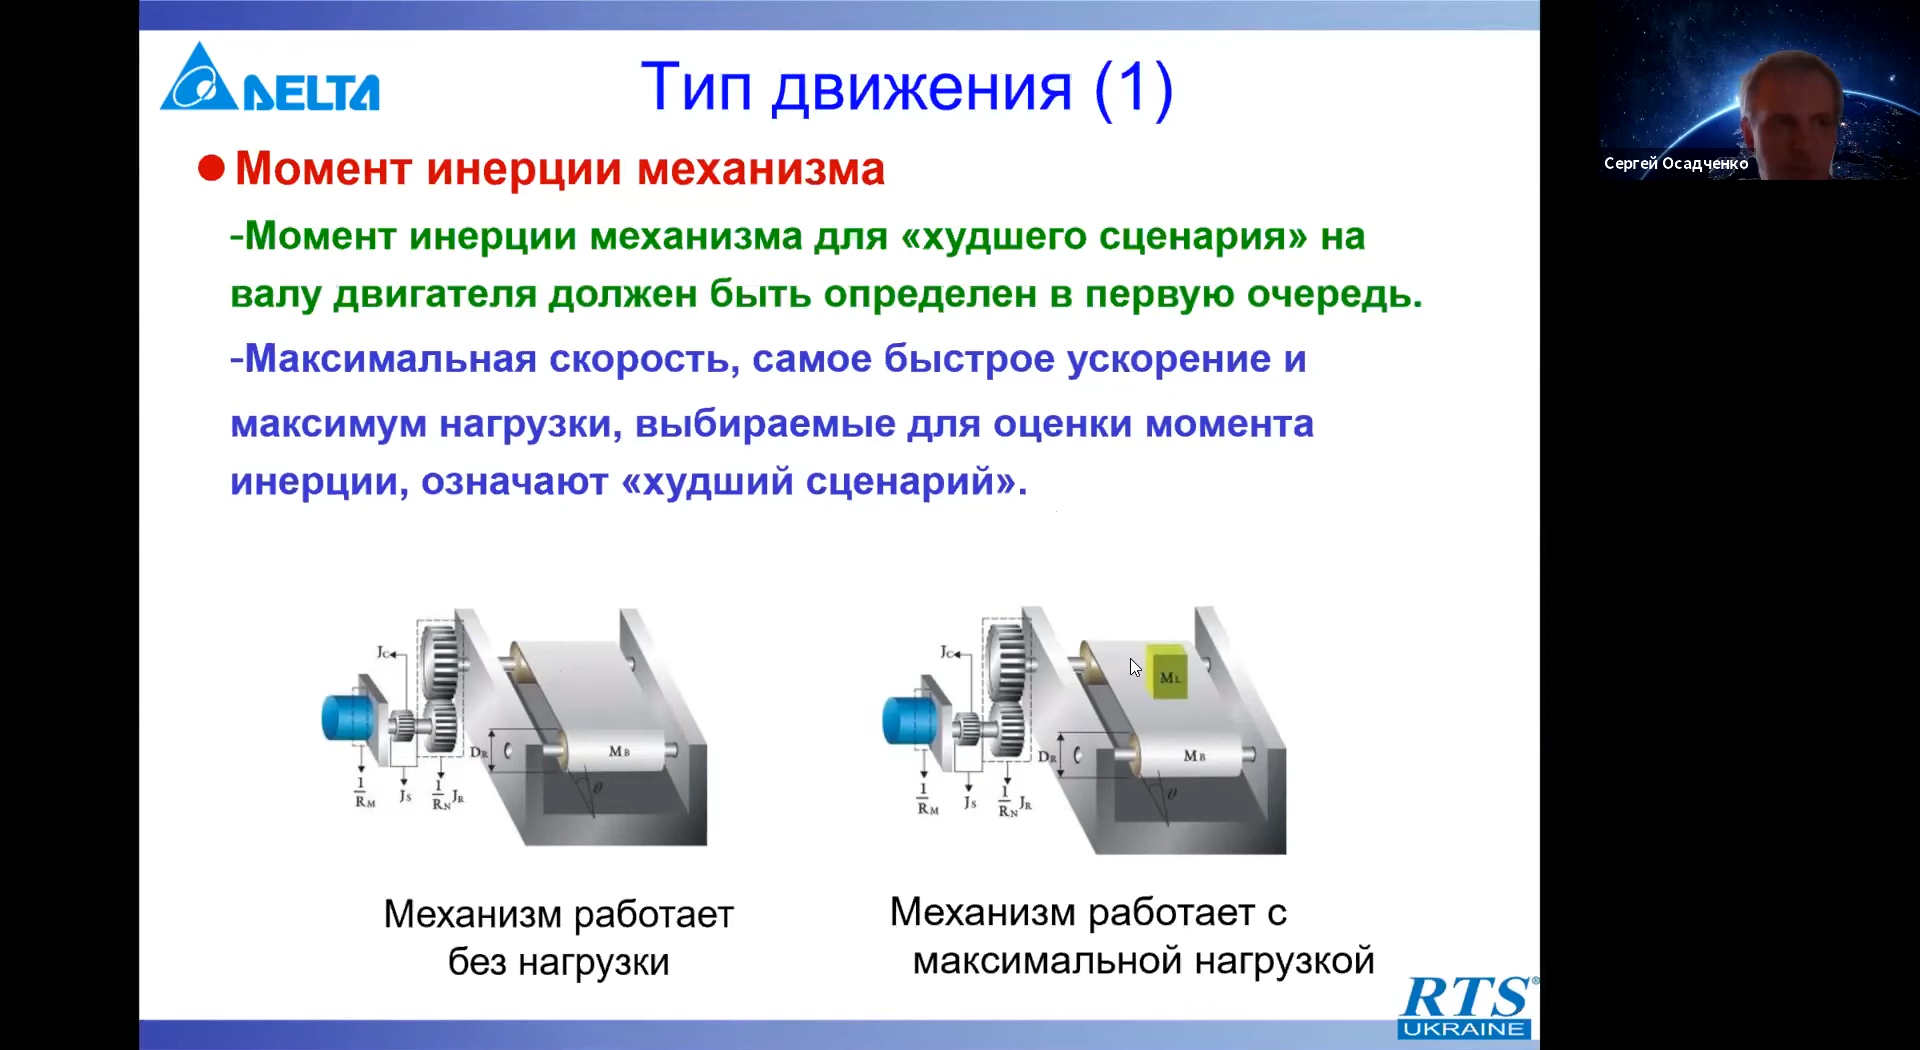 DELTA
Тип движения (1)
Момент инерции механизма
-Момент инерции механизма для «худшего сценария» на
валу двигателя должен быть определен в первую очередь.
-Максимальная скорость, самое быстрое ускорение и
максимум нагрузки, выбираемые для оценки момента
инерции, означают «худший сценарий».
Сергей Осадченко
JC
DR
MB
θ
1
RM
JS
1
RN
JR
JC
ML
DR
MB
θ
1
RM
JS
1
RN
JR
Механизм работает
без нагрузки
Механизм работает с
максимальной нагрузкой
RTS®
UKRAINE